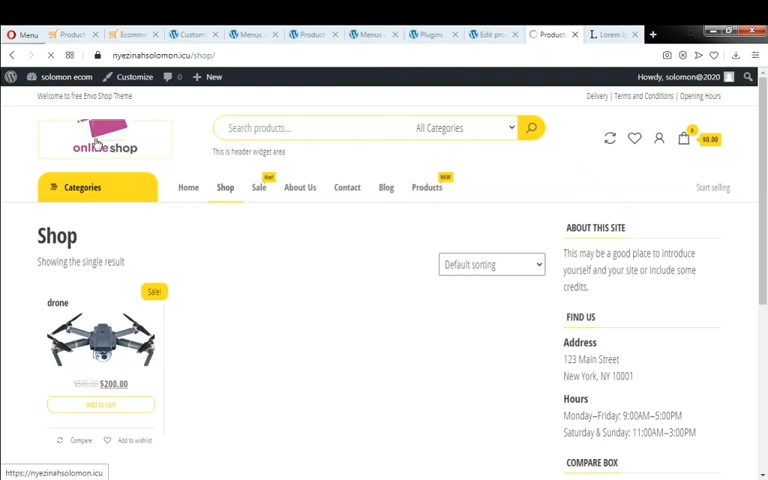 Menu
Product
Ecomm
Custom
Menus
Product
Menus
Plugins
Edit pro
Products
Lorem Ip
nyezinahsolomon.icu/shop/
solomon ecom Customize 0 New Howdy, solomon@2020
Welcome to free Envo Shop Theme Delivery | Terms and Conditions | Opening Hours
onlineshop
Search products... All Categories
This is header widget area
0
$0.00
Categories Home Shop Sale Hot! About Us Contact Blog Products NEW Start selling
Shop
Showing the single result
Default sorting
Sale!
drone
$500.00 $200.00
Add to cart
Compare Add to wishlist
ABOUT THIS SITE
This may be a good place to introduce
yourself and your site or include some
credits.
FIND US
Address
123 Main Street
New York, NY 10001
Hours
Monday–Friday: 9:00AM–5:00PM
Saturday & Sunday: 11:00AM–3:00PM
COMPARE BOX
https://nyezinahsolomon.icu